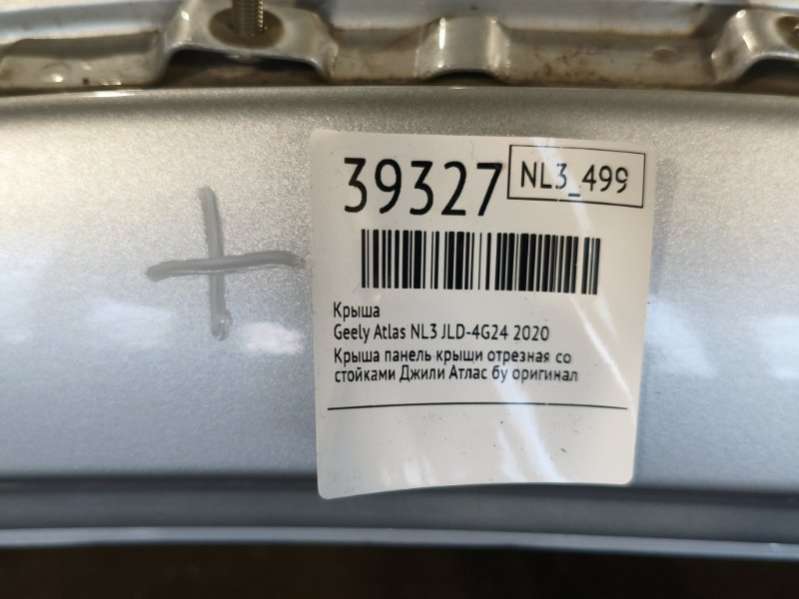 39327
NL3_499
Крыша
Geely Atlas NL3 JLD-4G24 2020
Крыша панель крыши отрезная со
стойками Джили Атлас бу оригинал